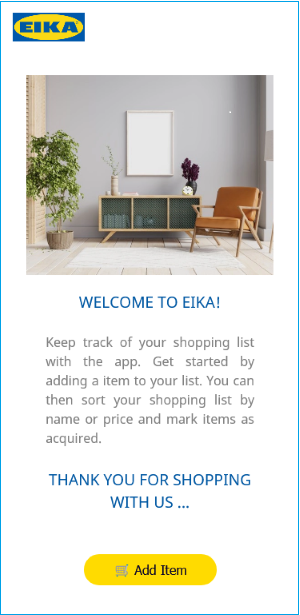 EIKA
WELCOME TO EIKA!
Keep track of your shopping list
with the app. Get started by
adding a item to your list. You can
then sort your shopping list by
name or price and mark items as
acquired.
THANK YOU FOR SHOPPING
WITH US ...
🛒 Add Item